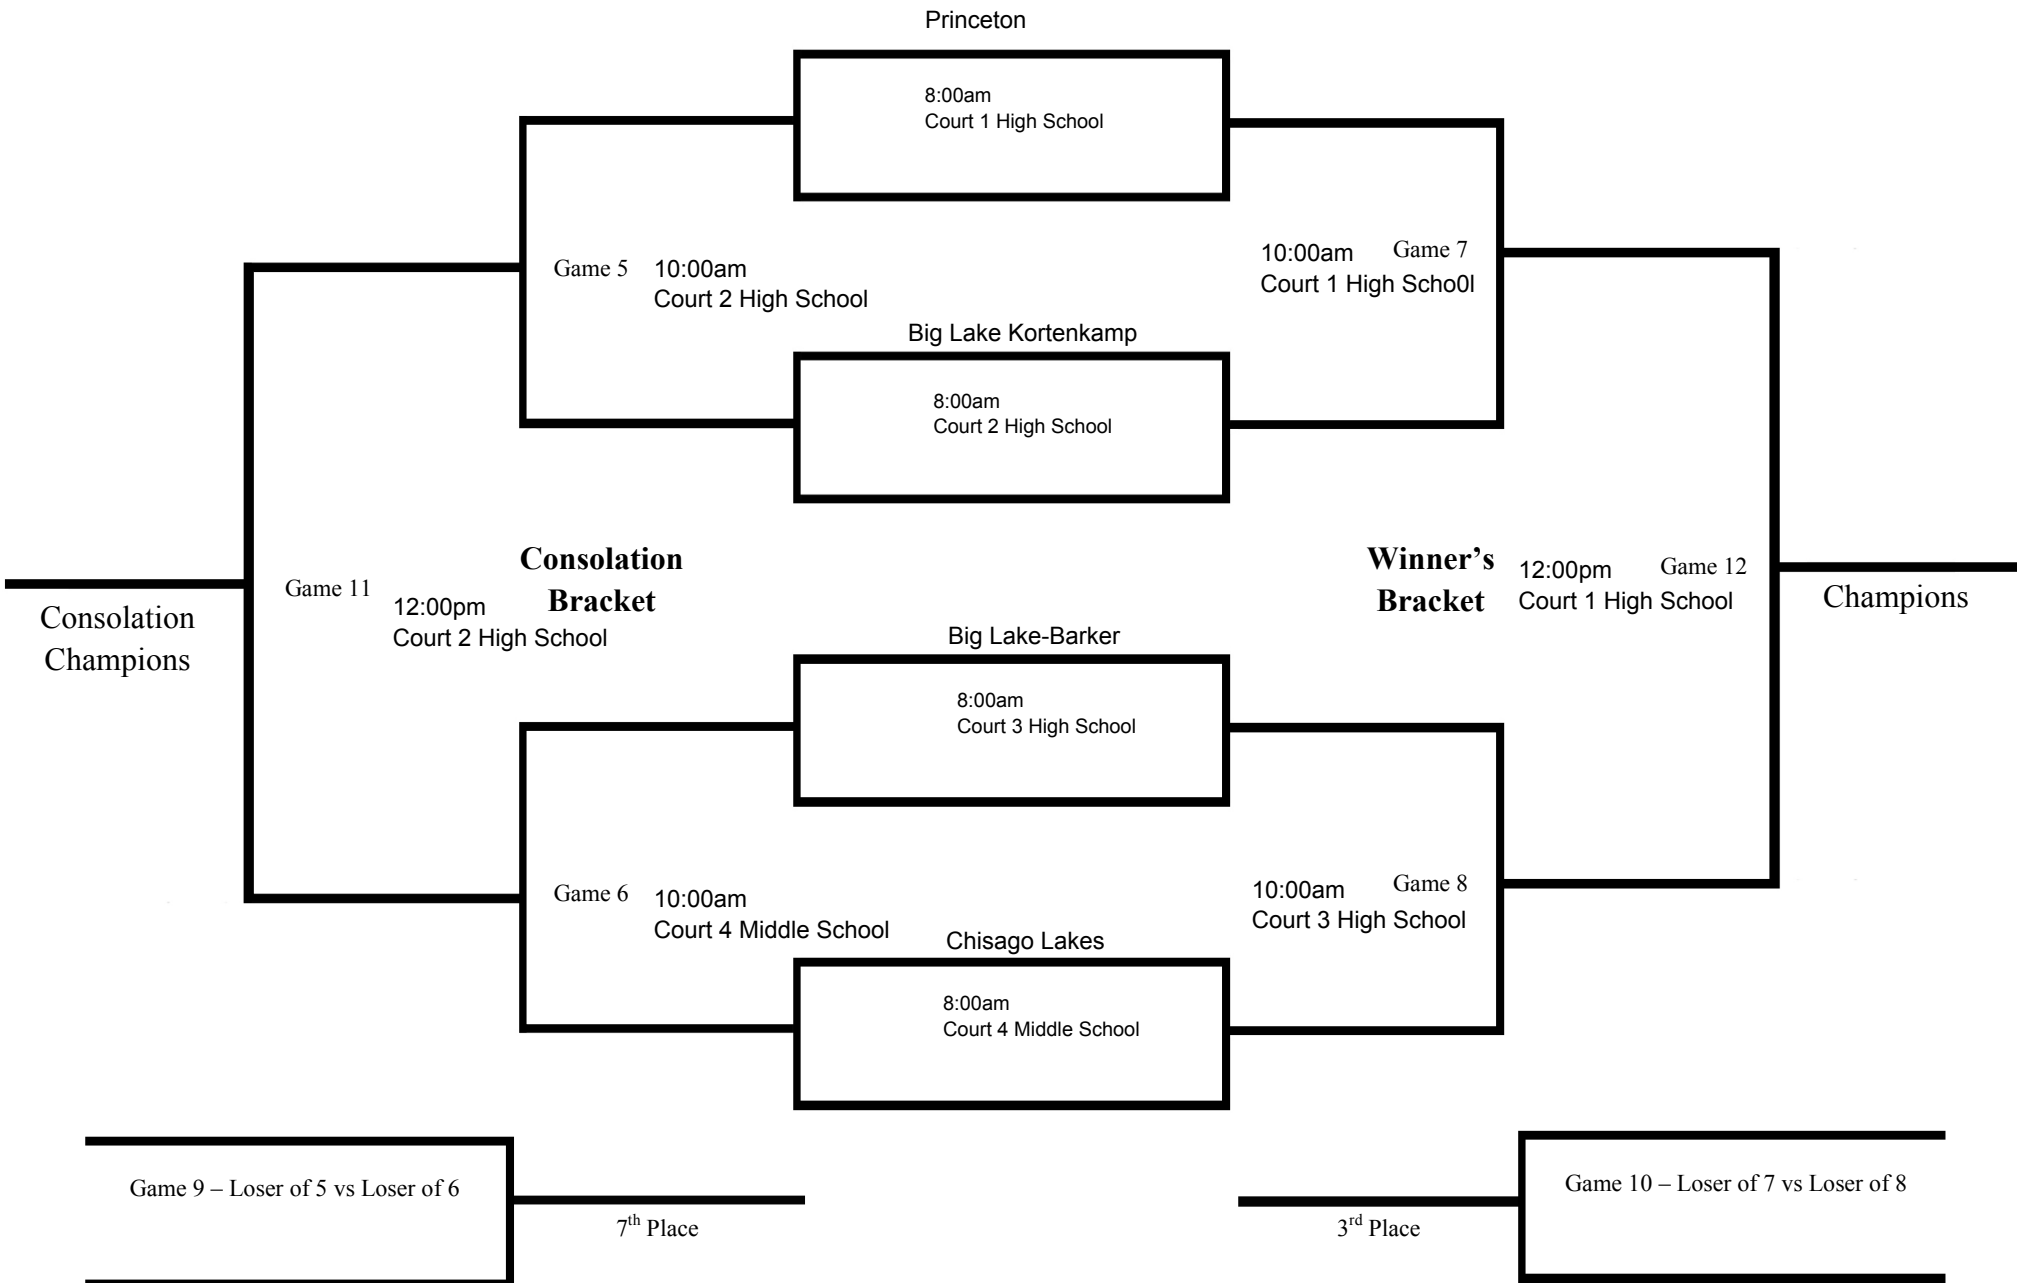 Princeton
8:00am
Court 1 High School
Game 5
10:00am
Court 2 High School
10:00am
Game 7
Court 1 High Scho0l
Big Lake Kortenkamp
8:00am
Court 2 High School
Consolation
Bracket
Winner's
Bracket
Game 11
12:00pm
Court 2 High School
12:00pm
Game 12
Court 1 High School
Consolation
Champions
Champions
Big Lake-Barker
8:00am
Court 3 High School
Game 6
10:00am
Court 4 Middle School
10:00am
Game 8
Court 3 High School
Chisago Lakes
8:00am
Court 4 Middle School
Game 9 – Loser of 5 vs Loser of 6
7th Place
Game 10 – Loser of 7 vs Loser of 8
3rd Place